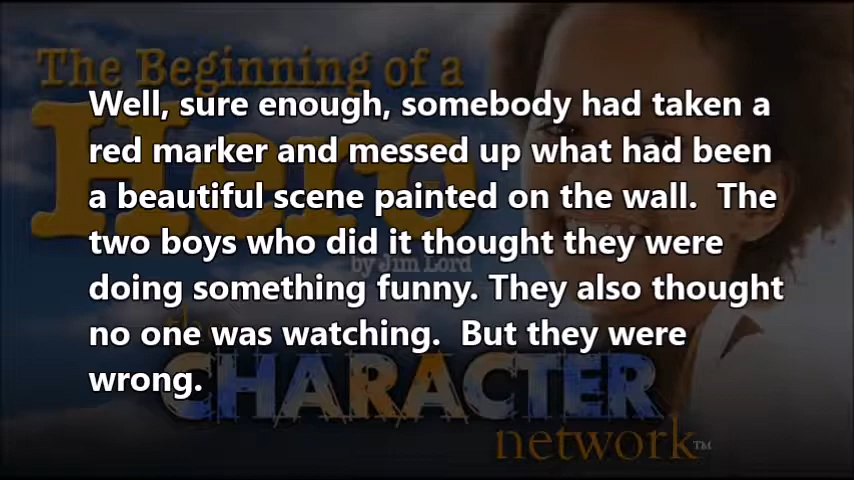 The Beginning of a
Hero
by Jim Lord
Well, sure enough, somebody had taken a
red marker and messed up what had been
a beautiful scene painted on the wall.  The
two boys who did it thought they were
doing something funny. They also thought
no one was watching.  But they were
wrong.
the
CHARACTER
network™